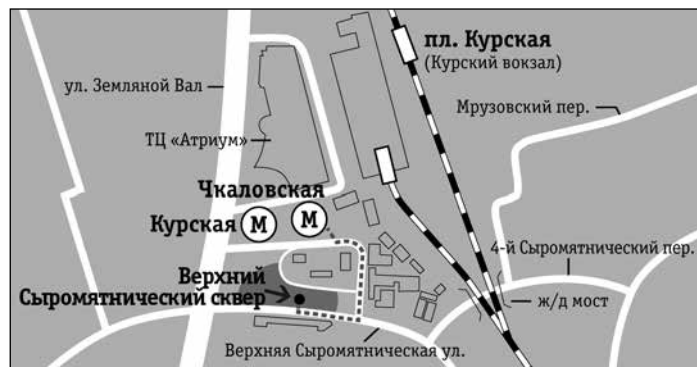 пл. Курская
(Курский вокзал)
ул. Земляной Вал
Мрузовский пер.
ТЦ «Атриум»
Чкаловская
Курская М М
4-й Сыромятнический пер.
Верхний
Сыромятнический сквер
ж/д мост
Верхняя Сыромятническая ул.